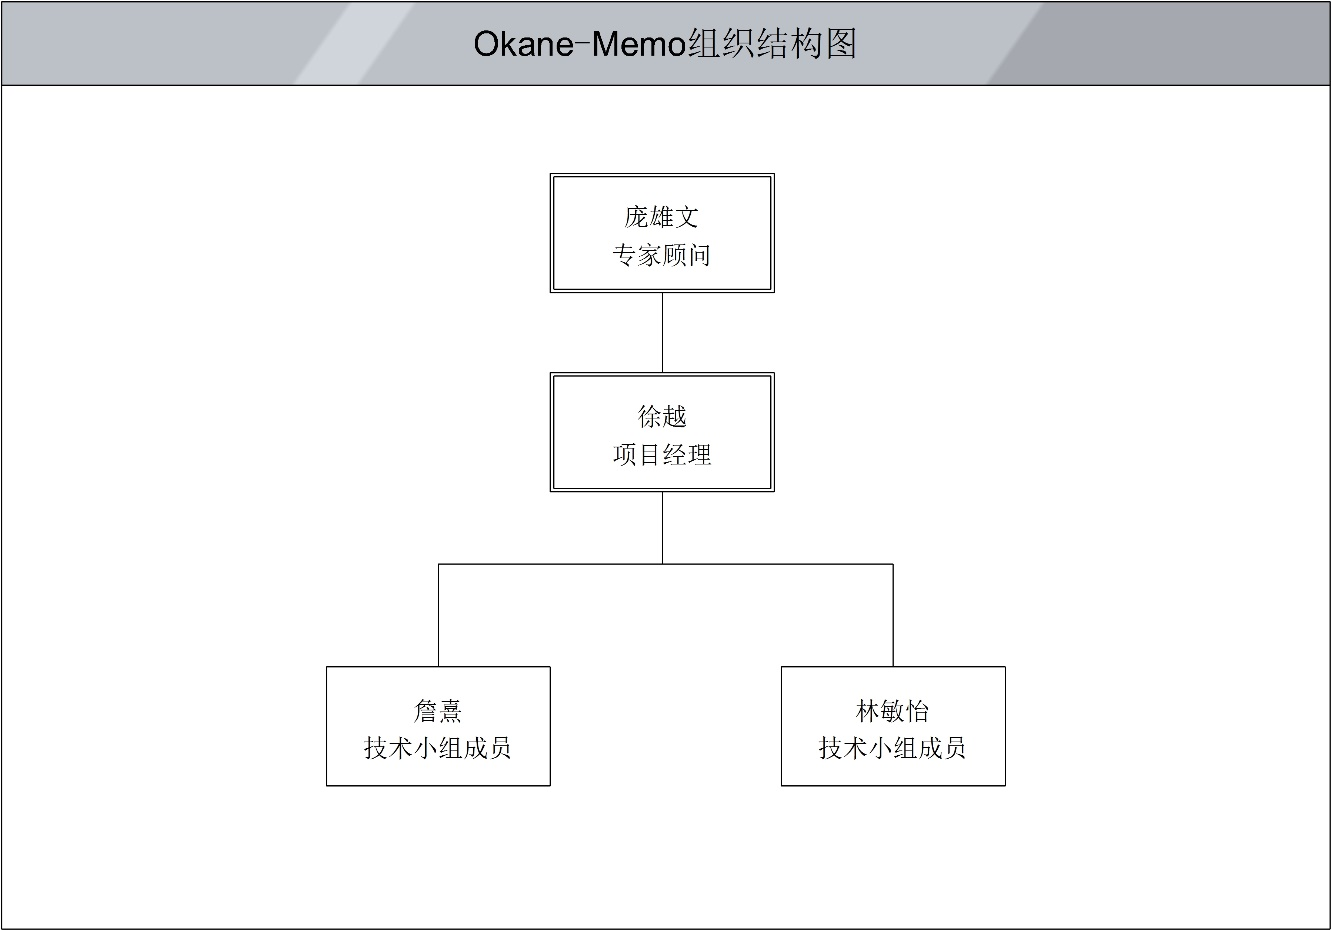 Okane-Memo组织结构图
庞雄文
专家顾问
徐越
项目经理
詹熹
技术小组成员
林敏怡
技术小组成员